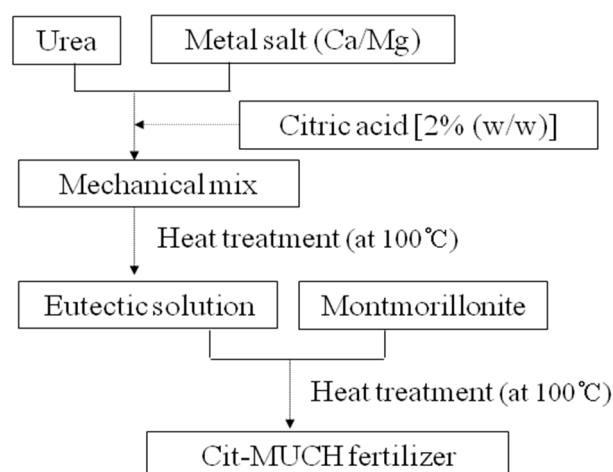 Urea
Metal salt (Ca/Mg)
Citric acid [2% (w/w)]
Mechanical mix
Heat treatment (at 100℃)
Eutectic solution
Montmorillonite
Heat treatment (at 100℃)
Cit-MUCH fertilizer